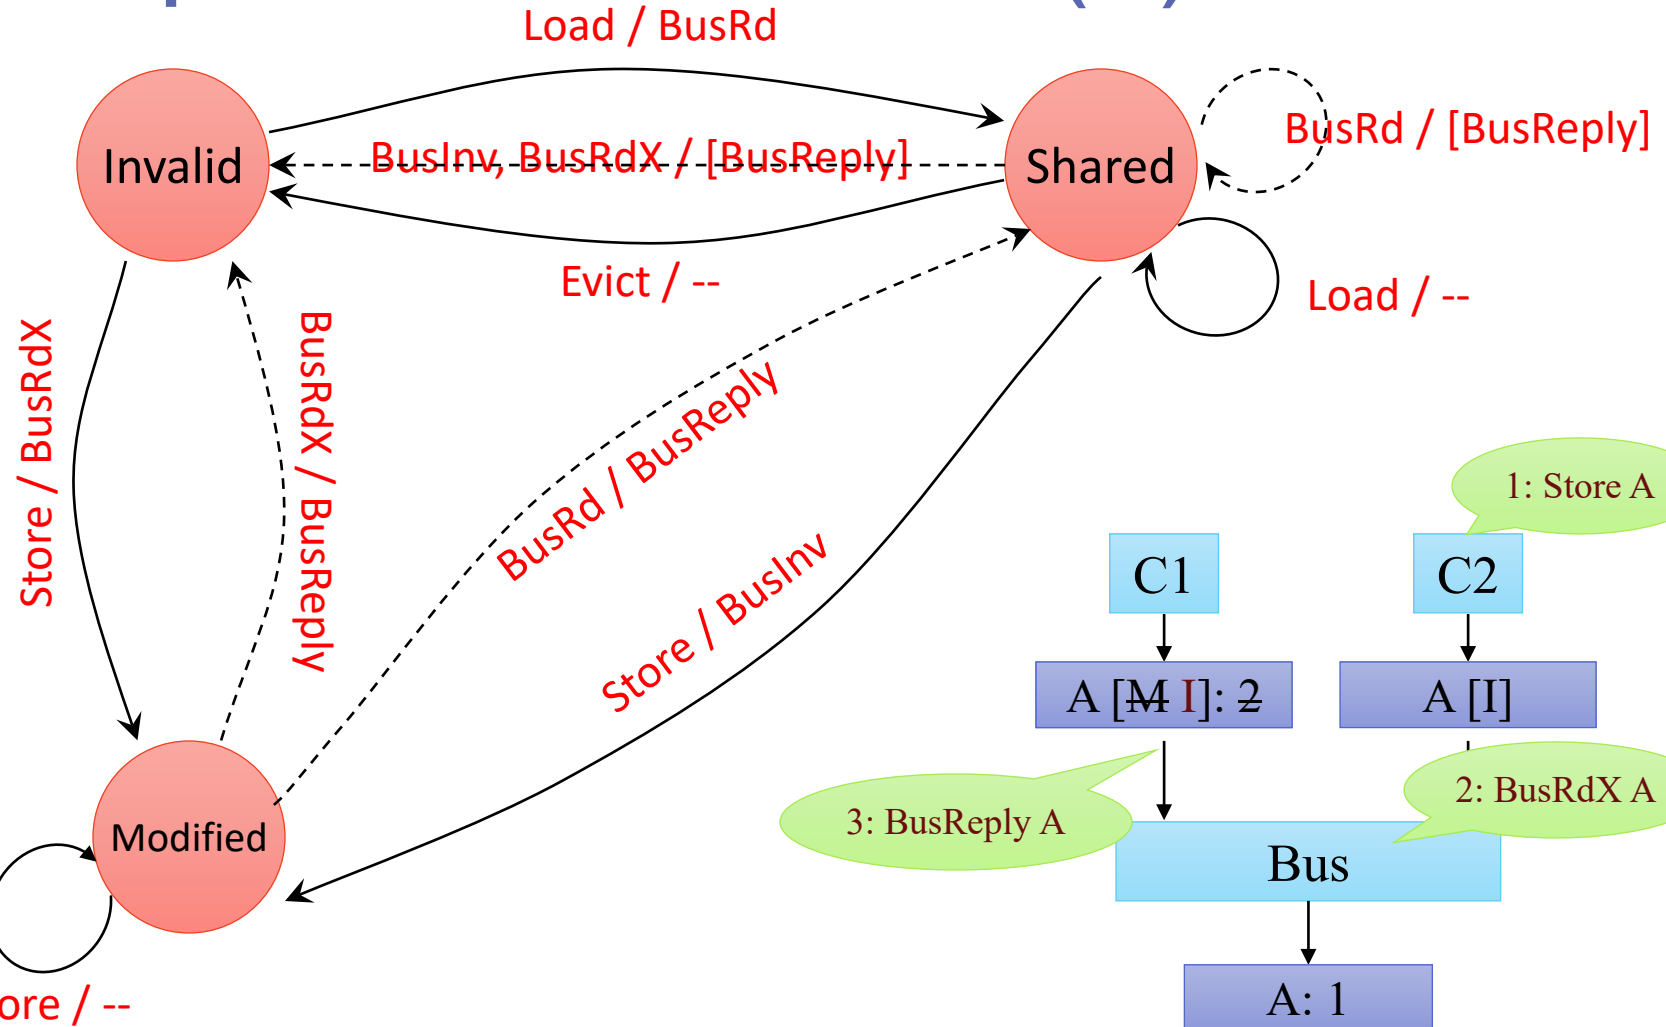 Load / BusRd
Invalid
BusInv, BusRdX / [BusReply]
Shared
BusRd / [BusReply]
Evict / --
Load / --
Store / BusRdX
BusRdX / BusReply
BusRd / BusReply
Store / BusInv
1: Store A
C1
C2
A [M I]: 2
A [I]
Modified
3: BusReply A
2: BusRdX A
Bus
ore / --
A: 1